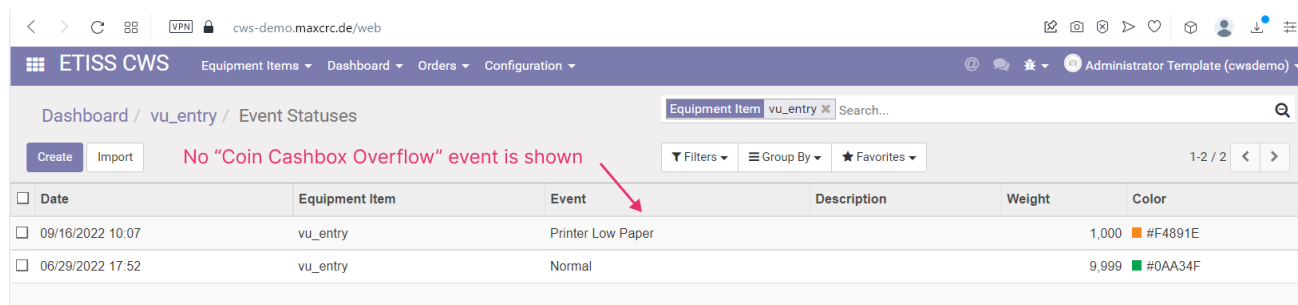 VPN cws-demo.maxcrc.de/web
ETISS CWS Equipment Items Dashboard Orders Configuration Administrator Template (cwsdemo)
Dashboard / vu_entry / Event Statuses
Equipment Item vu_entry Search...
Create Import
No “Coin Cashbox Overflow” event is shown
Filters Group By Favorites 1-2 / 2
Date Equipment Item Event Description Weight Color
09/16/2022 10:07 vu_entry Printer Low Paper 1,000 #F4891E
06/29/2022 17:52 vu_entry Normal 9,999 #0AA34F